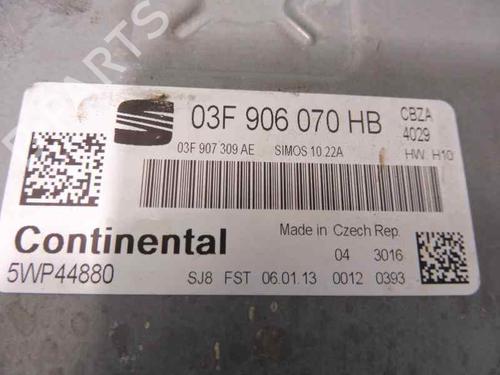 03F 906 070 HB
CBZA
4029
03F 907 309 AE SIMOS 10.22A
HW H10
Continental
Made in Czech Rep.
04 3016
5WP44880
SJ8 FST 06.01.13 0012 0393
PARTS